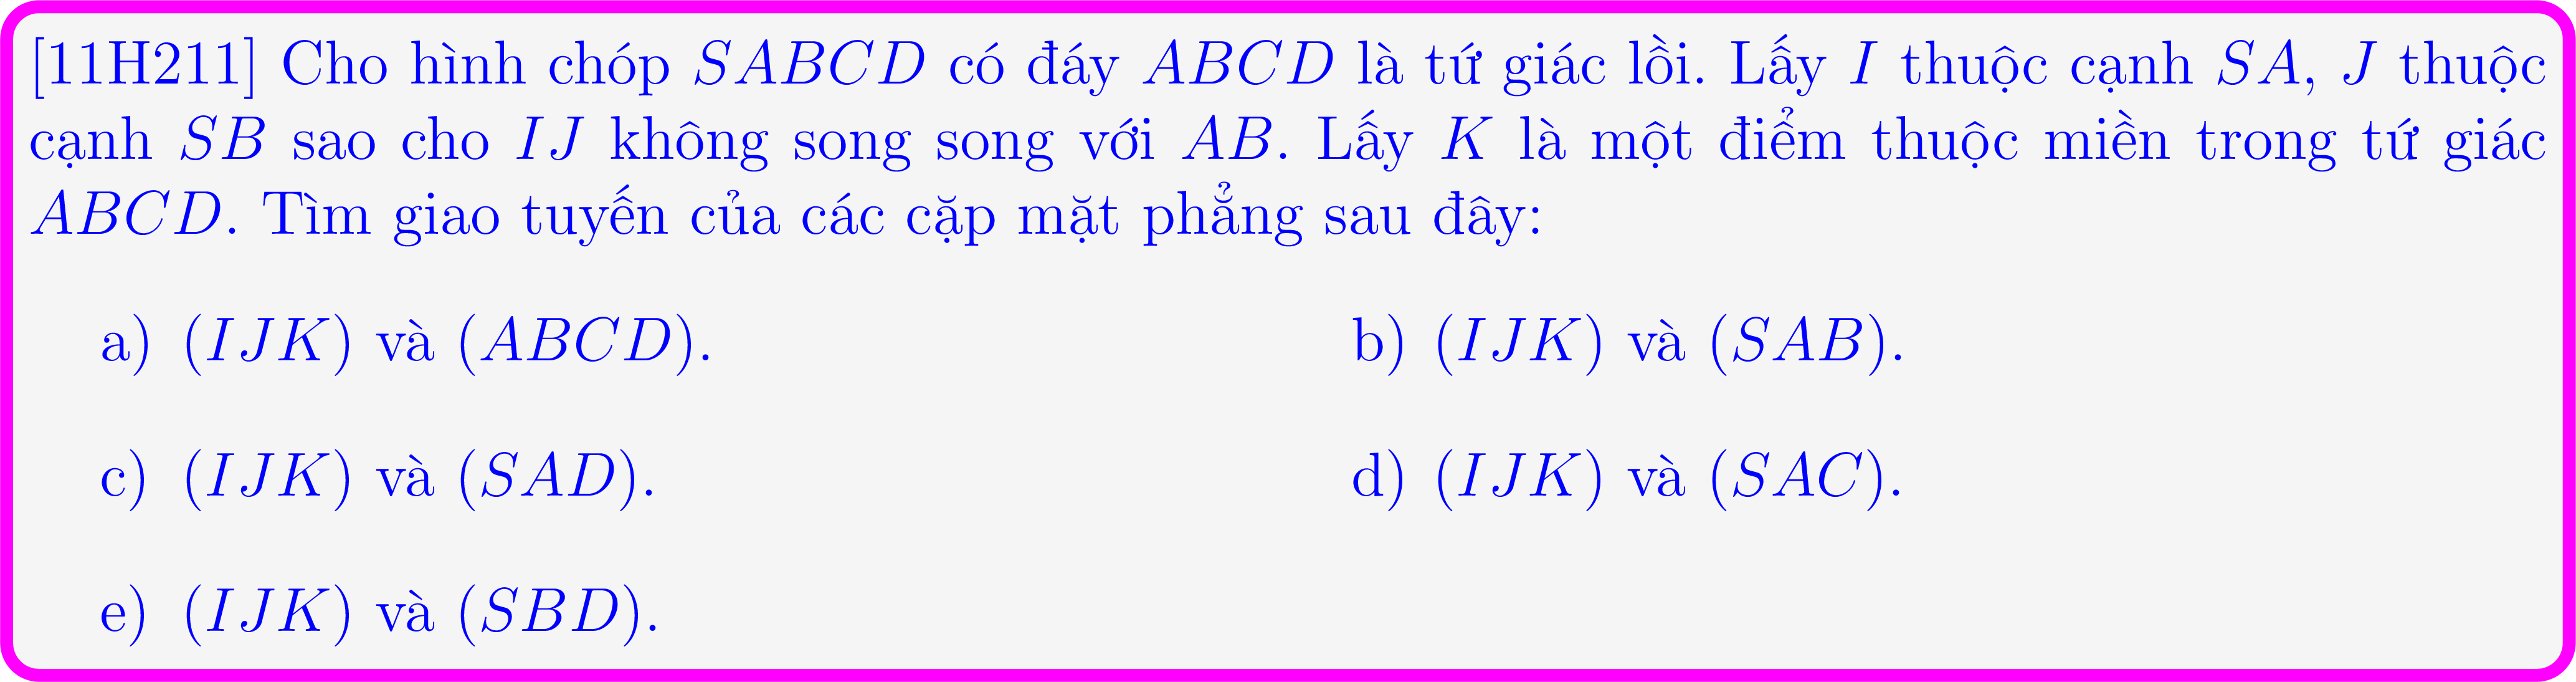 [11H211] Cho hình chóp SABCD có đáy ABCD là tứ giác lồi. Lấy I thuộc cạnh SA, J thuộc
cạnh SB sao cho IJ không song song với AB. Lấy K là một điểm thuộc miền trong tứ giác
ABCD. Tìm giao tuyến của các cặp mặt phẳng sau đây:
a) (IJK) và (ABCD).
b) (IJK) và (SAB).
c) (IJK) và (SAD).
d) (IJK) và (SAC).
e) (IJK) và (SBD).